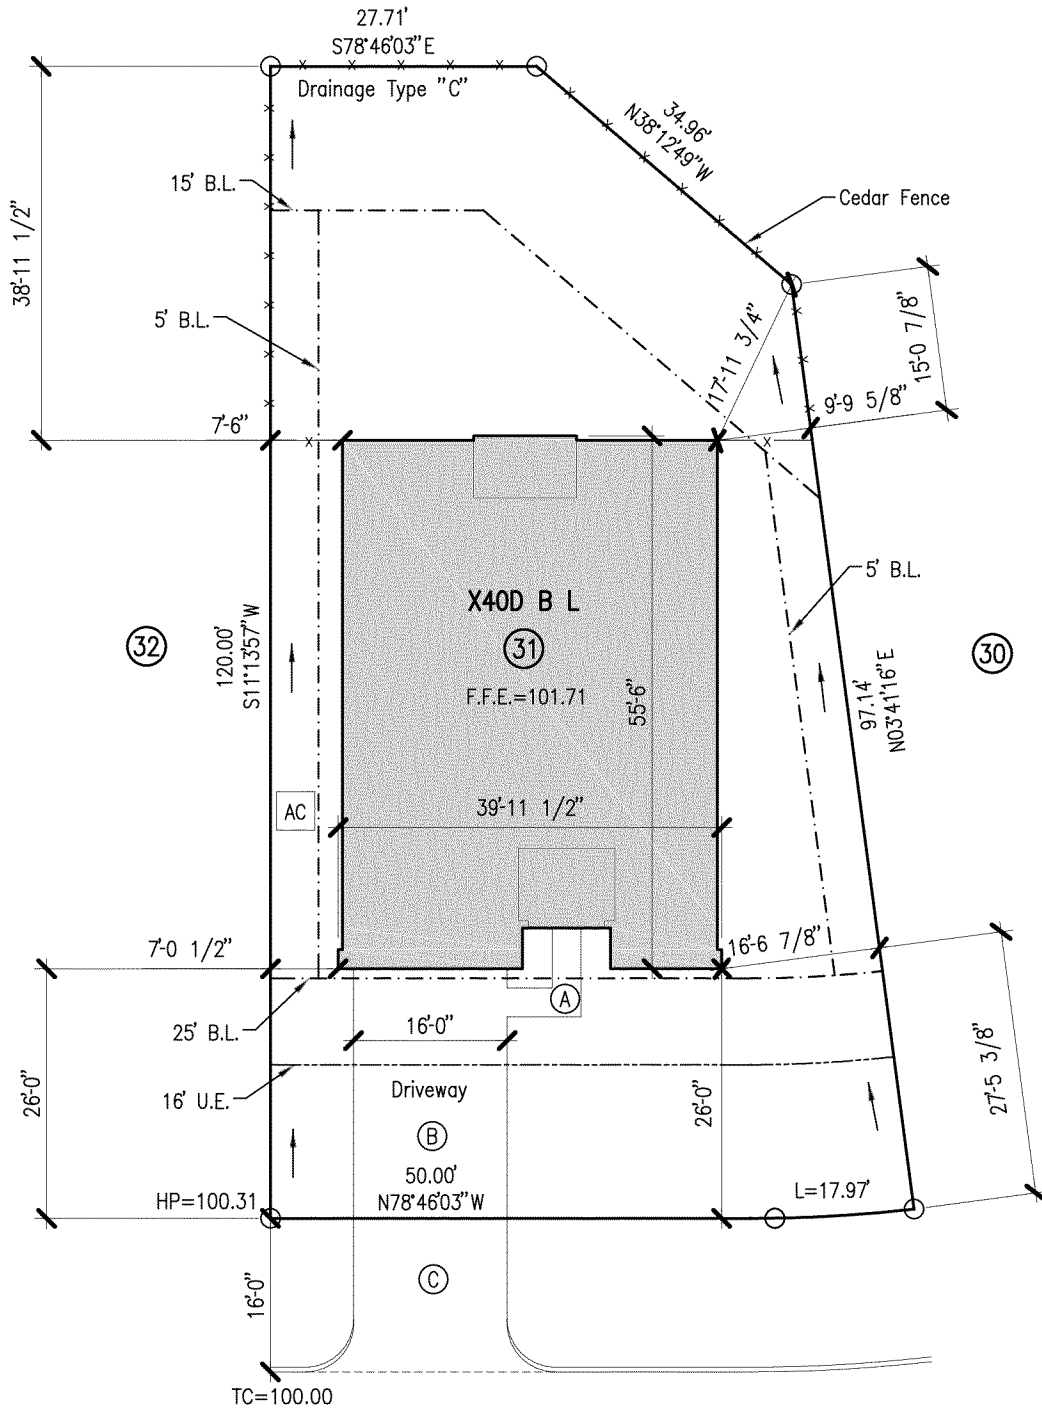 27.71'
S78°46'03"E
Drainage Type "C"
34.96'
N38°12'49"W
15' B.L.
Cedar Fence
38'-11 1/2"
5' B.L.
17'-11 3/4"
15'-0 7/8"
7'-6"
9'-9 5/8"
X40D B L
5' B.L.
32
31
30
120.00'
S11°13'57"W
F.F.E.=101.71
55'-6"
97.14'
N03°41'16"E
AC
39'-11 1/2"
7'-0 1/2"
16'-6 7/8"
A
25' B.L.
16'-0"
26'-0"
16' U.E.
Driveway
26'-0"
27'-5 3/8"
B
HP=100.31
50.00'
N78°46'03"W
L=17.97'
C
16'-0"
TC=100.00